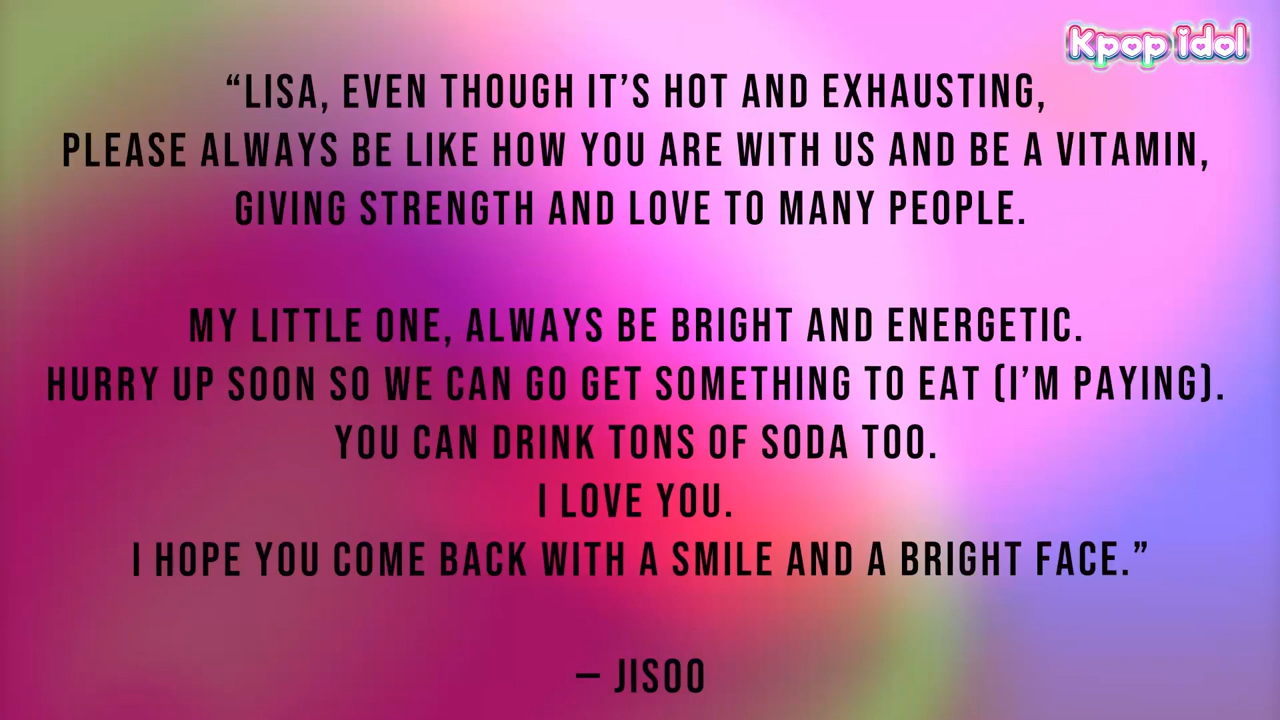 Kpop idol
“LISA, EVEN THOUGH IT’S HOT AND EXHAUSTING,
PLEASE ALWAYS BE LIKE HOW YOU ARE WITH US AND BE A VITAMIN,
GIVING STRENGTH AND LOVE TO MANY PEOPLE.
MY LITTLE ONE, ALWAYS BE BRIGHT AND ENERGETIC.
HURRY UP SOON SO WE CAN GO GET SOMETHING TO EAT (I’M PAYING).
YOU CAN DRINK TONS OF SODA TOO.
I LOVE YOU.
I HOPE YOU COME BACK WITH A SMILE AND A BRIGHT FACE.”
– JISOO